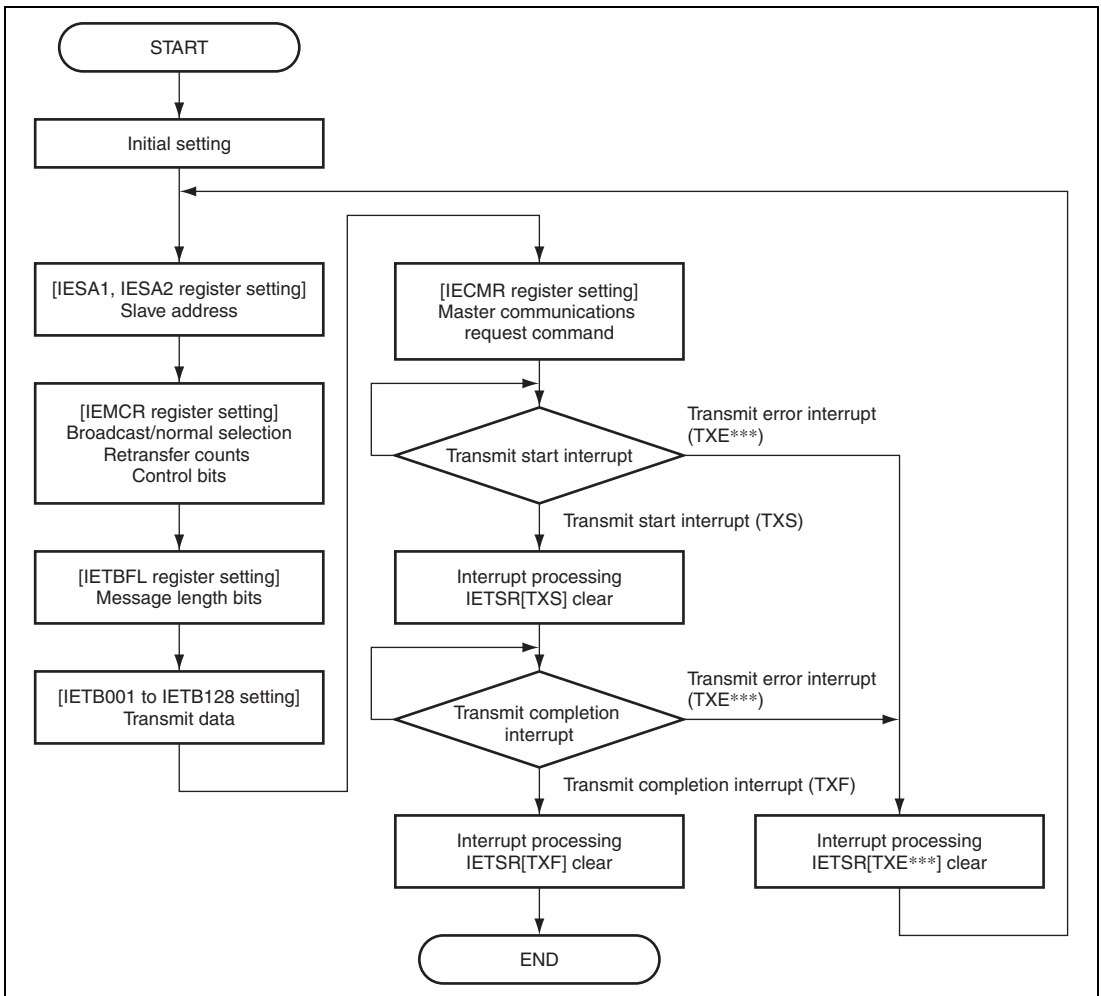 START
Initial setting
[IESA1, IESA2 register setting]
Slave address
[IEMCR register setting]
Broadcast/normal selection
Retransfer counts
Control bits
[IETBFL register setting]
Message length bits
[IETB001 to IETB128 setting]
Transmit data
[IECMR register setting]
Master communications
request command
Transmit start interrupt
Transmit error interrupt
(TXE***)
Transmit start interrupt (TXS)
Interrupt processing
IETSR[TXS] clear
Transmit completion
interrupt
Transmit error interrupt
(TXE***)
Transmit completion interrupt (TXF)
Interrupt processing
IETSR[TXF] clear
Interrupt processing
IETSR[TXE***] clear
END